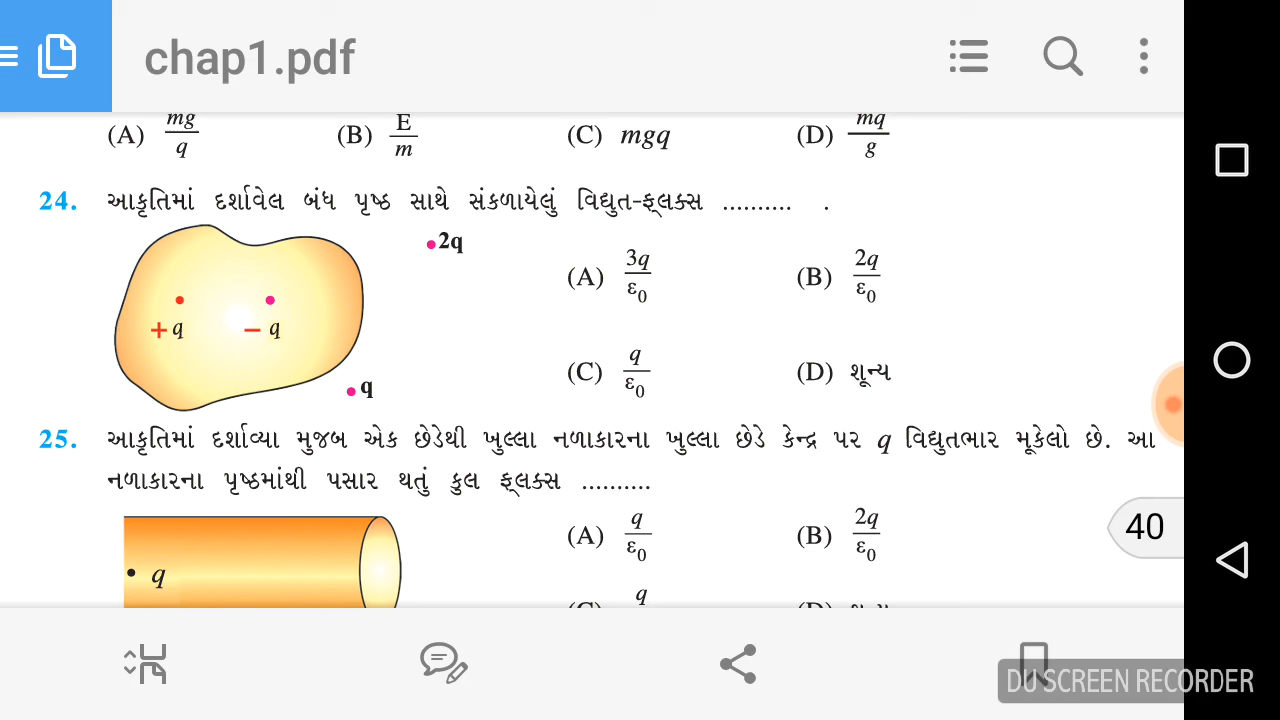 chap1.pdf
(A) mg/q (B) E/m (C) mgq (D) mq/g
24. આકૃતિમાં દર્શાવેલ બંધ પૃષ્ઠ સાથે સંકળાયેલું વિદ્યુત-ફ્લક્સ .......... .
2q
(A) 3q/ε₀ (B) 2q/ε₀
+ q – q
(C) q/ε₀ (D) શૂન્ય
q
25. આકૃતિમાં દર્શાવ્યા મુજબ એક છેડેથી ખુલ્લા નળાકારના ખુલ્લા છેડે કેન્દ્ર પર q વિદ્યુતભાર મૂકેલો છે. આ
નળાકારના પૃષ્ઠમાંથી પસાર થતું કુલ ફ્લક્સ ..........
(A) q/ε₀ (B) 2q/ε₀
40
q
q
DU SCREEN RECORDER